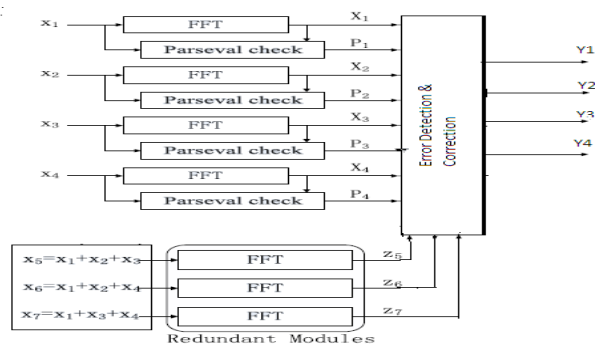 x₁ FFT X₁
Parseval check P₁
x₂ FFT X₂
Parseval check P₂
x₃ FFT X₃
Parseval check P₃
x₄ FFT X₄
Parseval check P₄
Error Detection &
Correction
Y1
Y2
Y3
Y4
x₅=x₁+x₂+x₃ FFT z₅
x₆=x₁+x₂+x₄ FFT z₆
x₇=x₁+x₃+x₄ FFT z₇
Redundant Modules